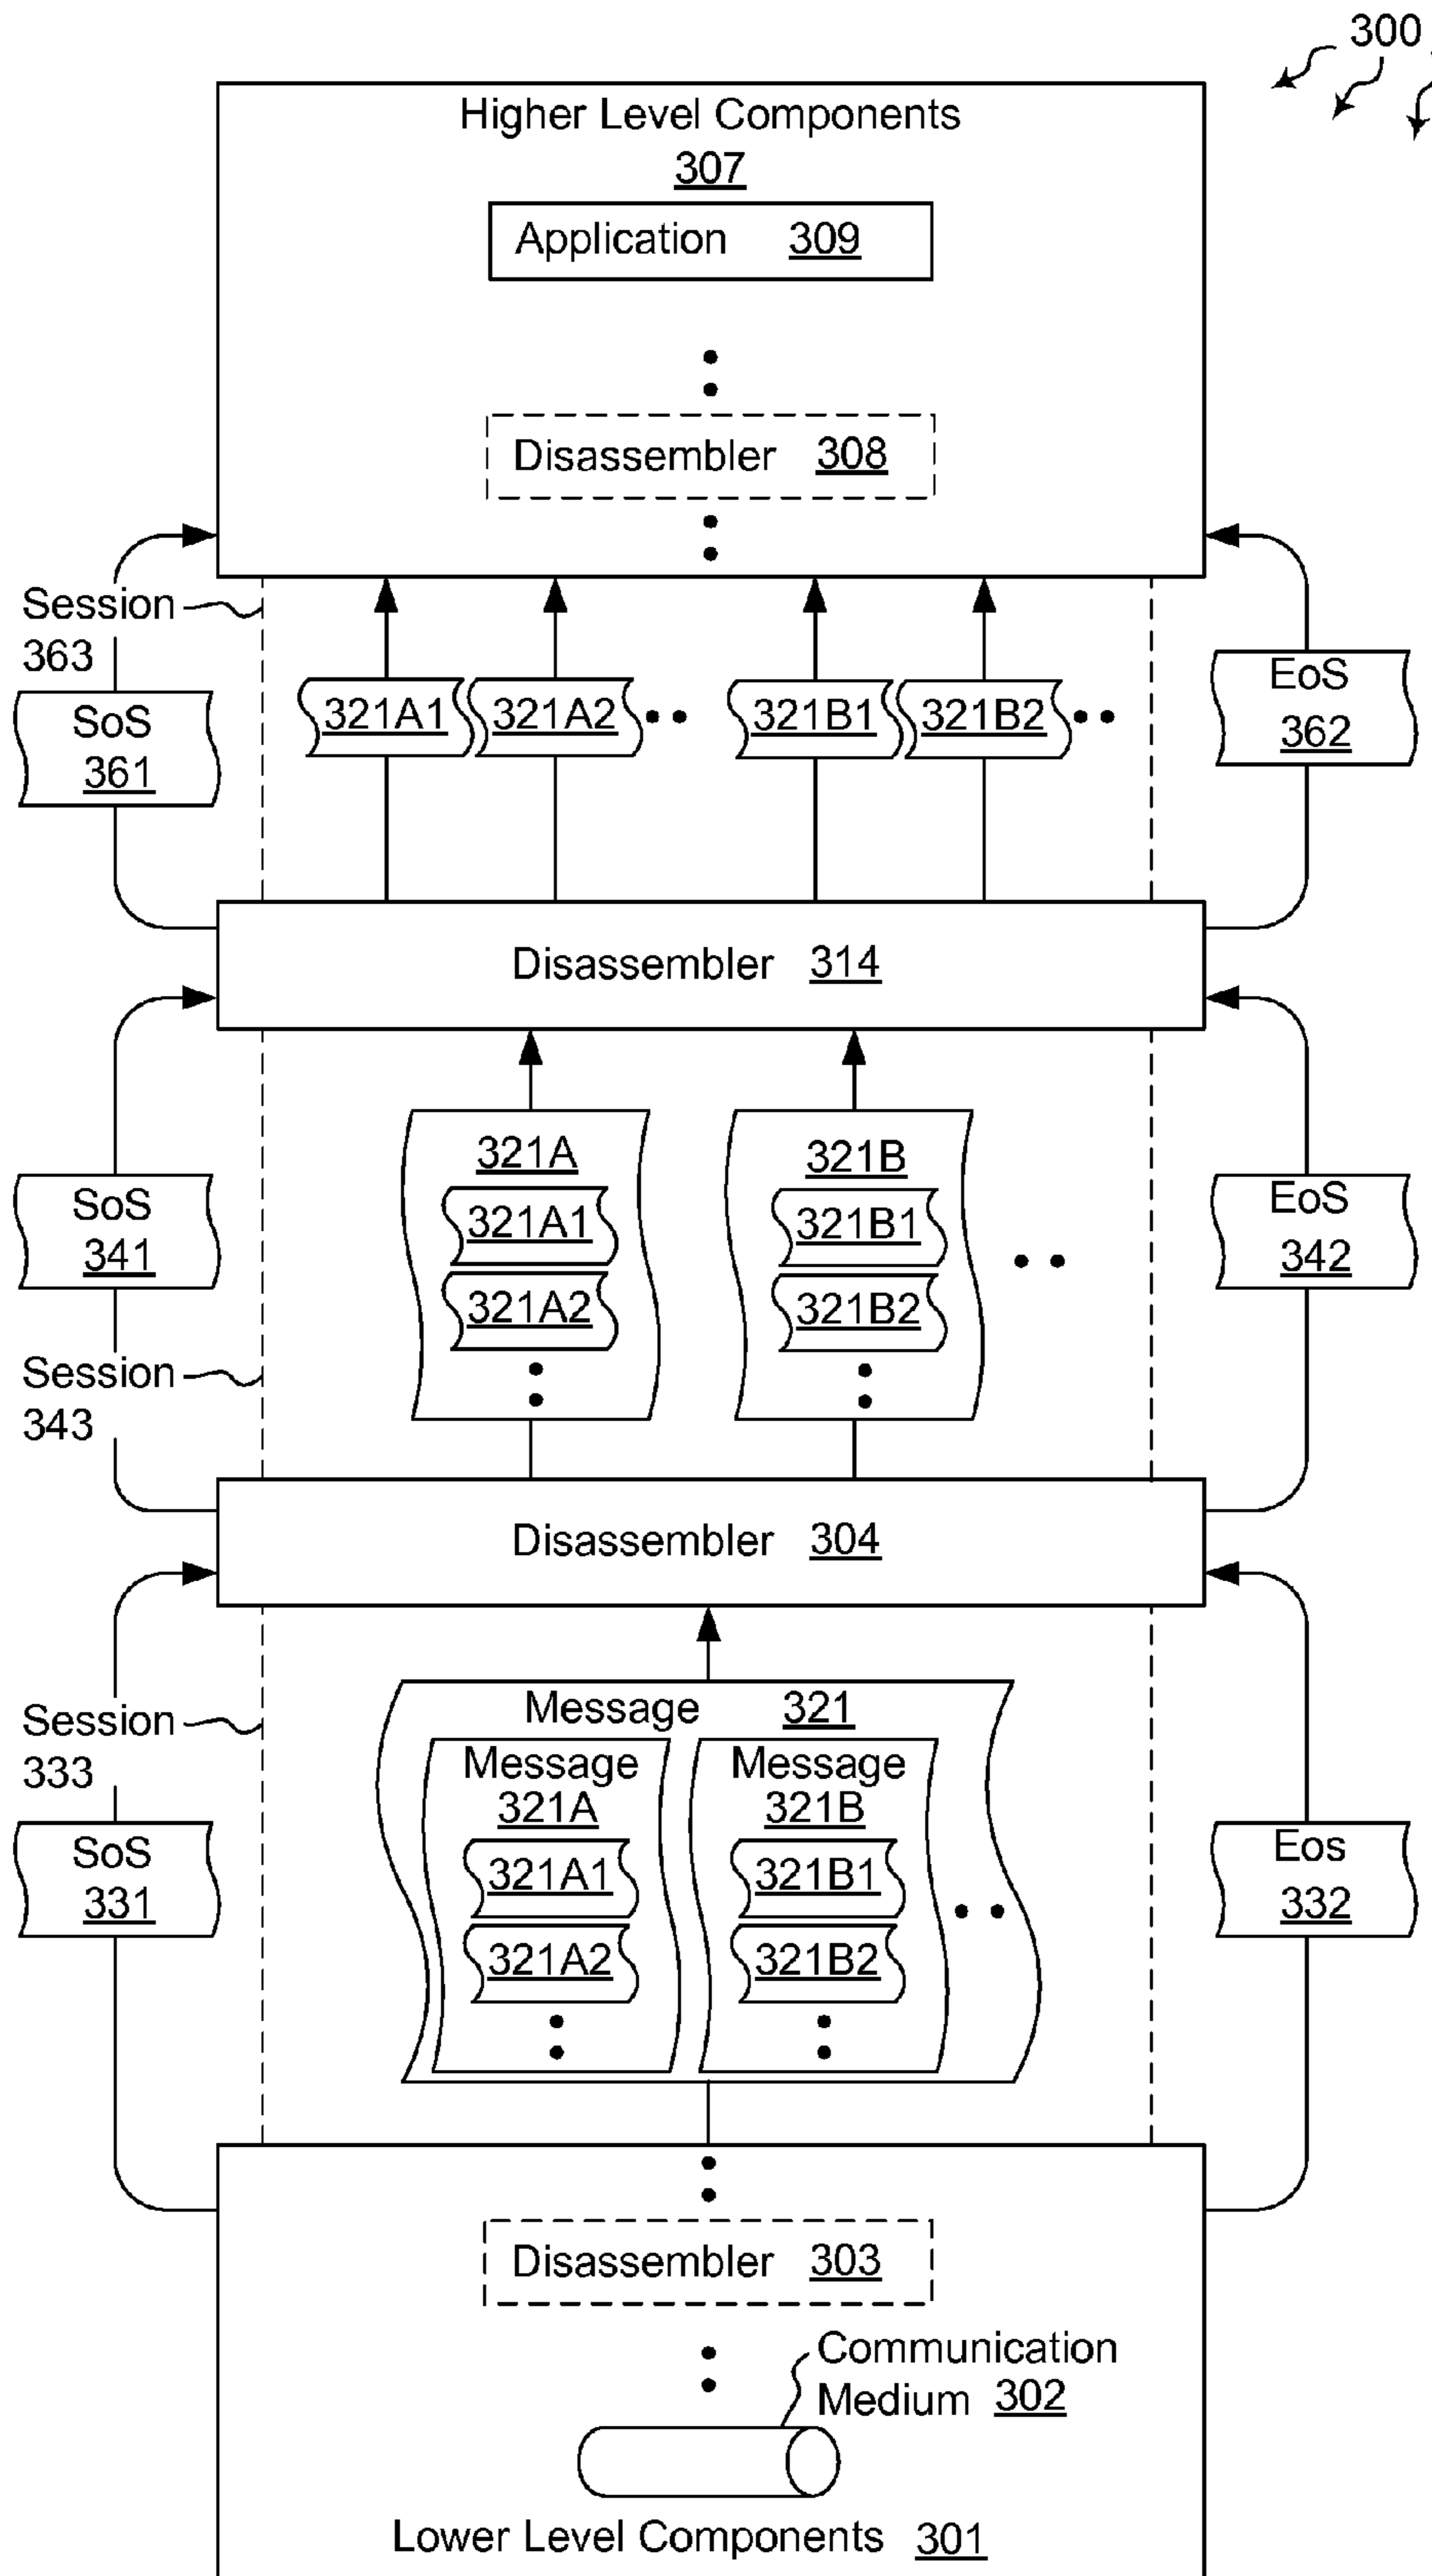 300
Higher Level Components
307
Application 309
Disassembler 308
Session
363
SoS
361
321A1
321A2
321B1
321B2
EoS
362
Disassembler 314
SoS
341
321A
321A1
321A2
321B
321B1
321B2
EoS
342
Session
343
Disassembler 304
Session
333
SoS
331
Message 321
Message
321A
321A1
321A2
Message
321B
321B1
321B2
Eos
332
Disassembler 303
Communication
Medium 302
Lower Level Components 301